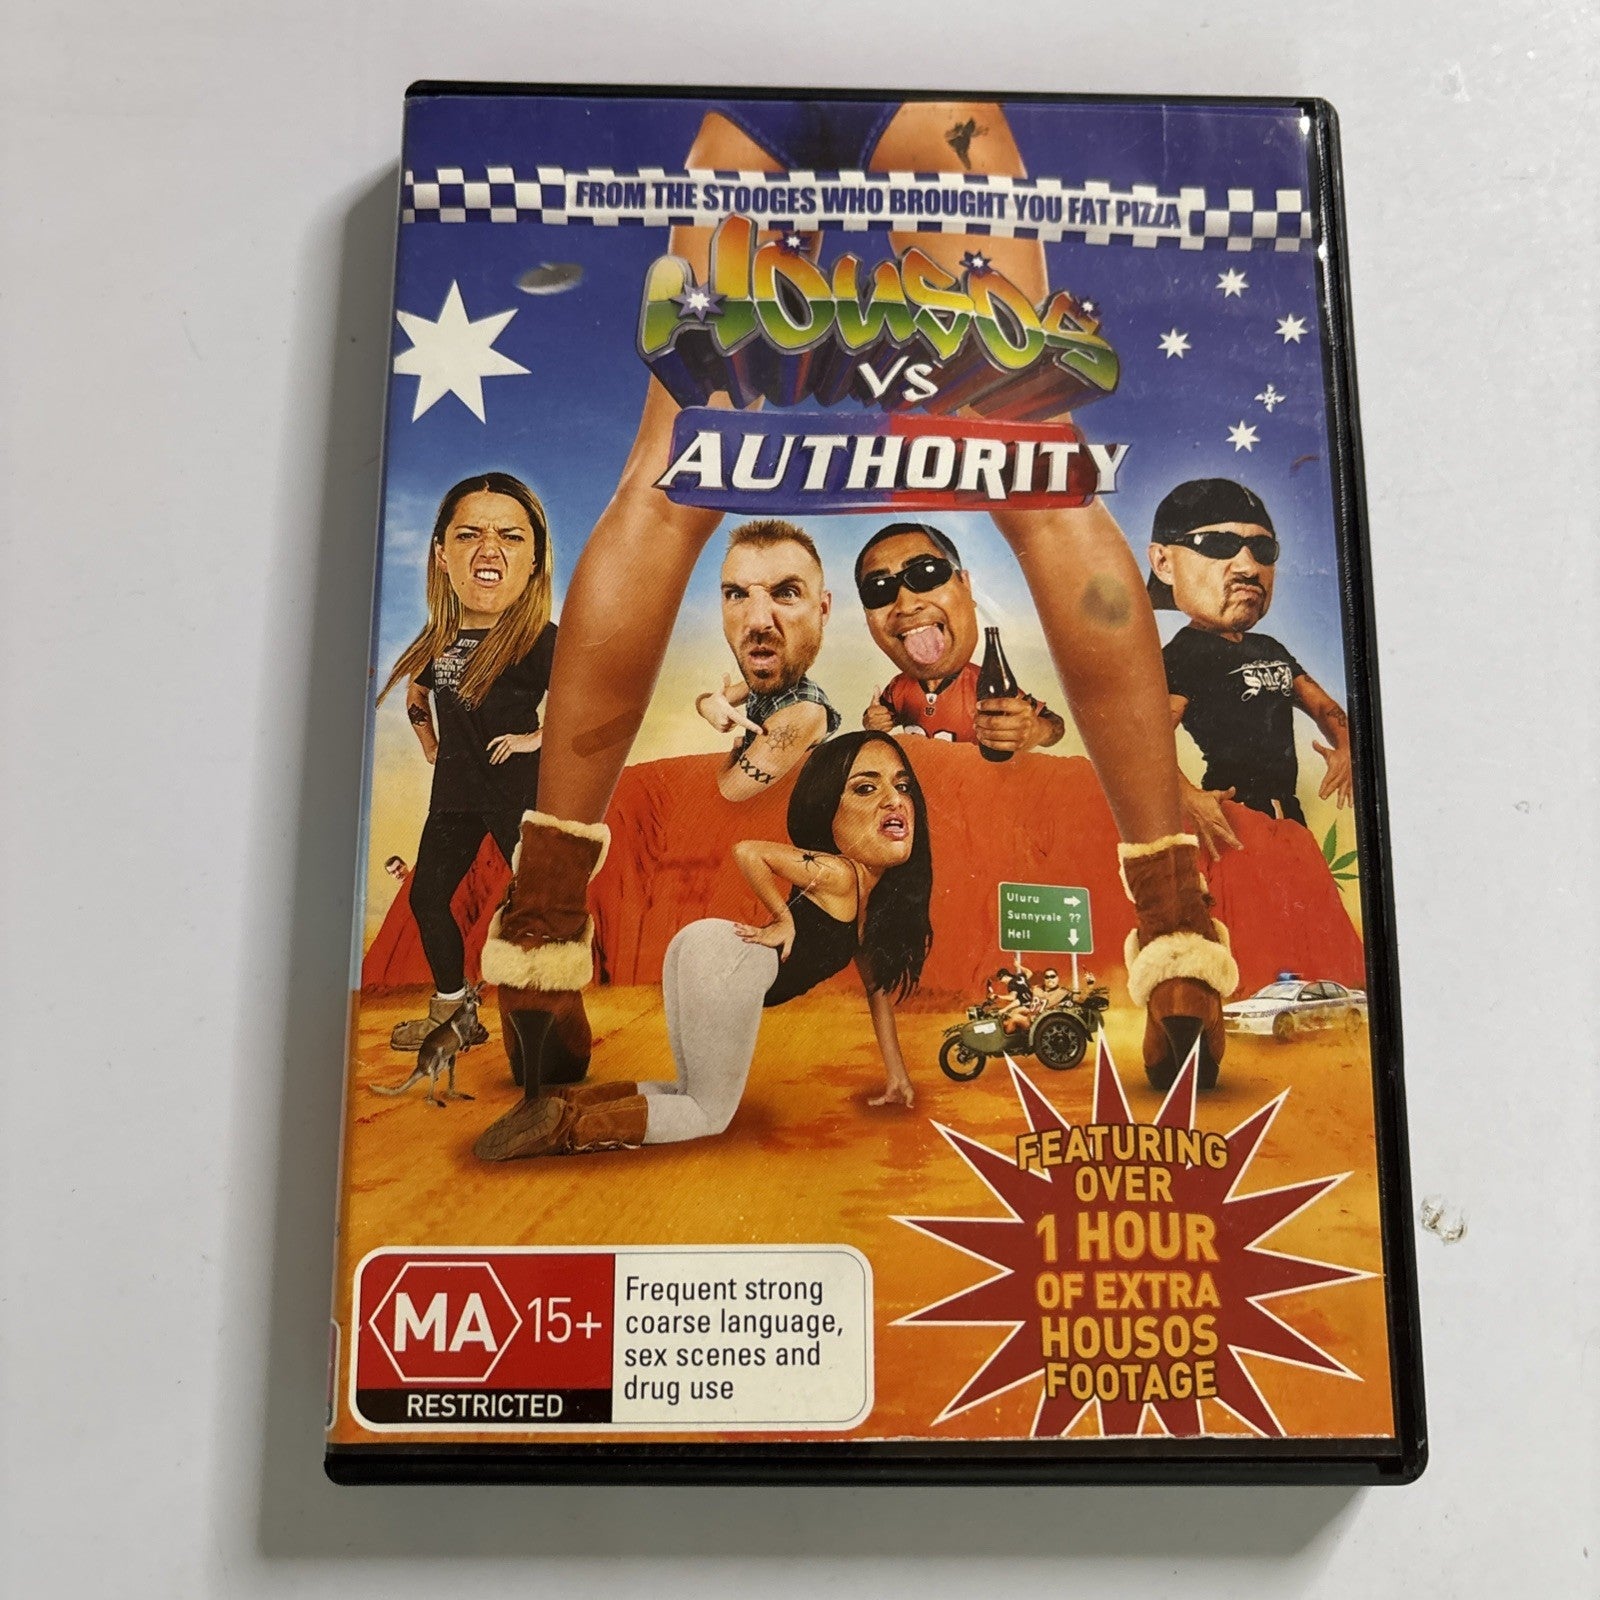 FROM THE STOOGES WHO BROUGHT YOU FAT PIZZA
Housos
VS
AUTHORITY
Uluru
Sunnyvale ??
Hell
FEATURING
OVER
1 HOUR
OF EXTRA
HOUSOS
FOOTAGE
MA 15+
RESTRICTED
Frequent strong
coarse language,
sex scenes and
drug use